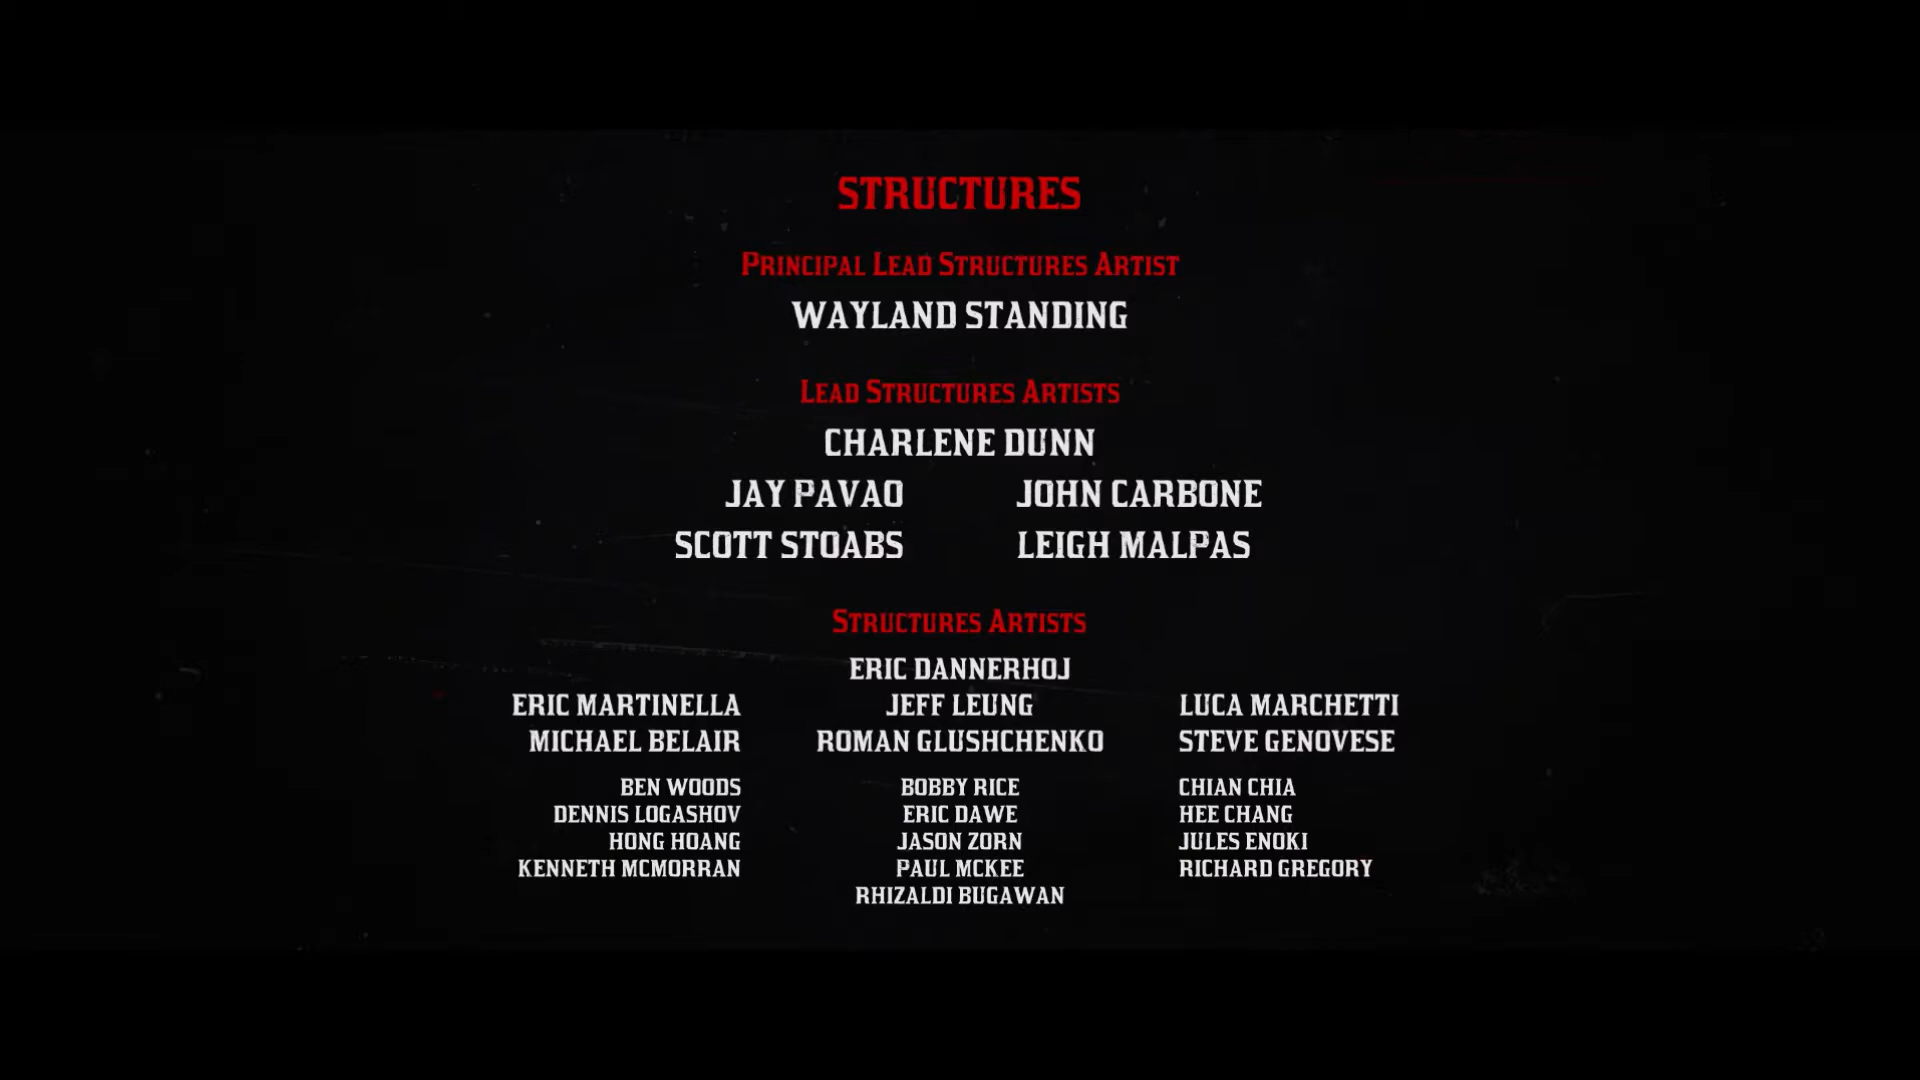 STRUCTURES
PRINCIPAL LEAD STRUCTURES ARTIST
WAYLAND STANDING
LEAD STRUCTURES ARTISTS
CHARLENE DUNN
JAY PAVAO JOHN CARBONE
SCOTT STOABS LEIGH MALPAS
STRUCTURES ARTISTS
ERIC DANNERHOJ
ERIC MARTINELLA JEFF LEUNG LUCA MARCHETTI
MICHAEL BELAIR ROMAN GLUSHCHENKO STEVE GENOVESE
BEN WOODS BOBBY RICE CHIAN CHIA
DENNIS LOGASHOV ERIC DAWE HEE CHANG
HONG HOANG JASON ZORN JULES ENOKI
KENNETH MCMORRAN PAUL MCKEE RICHARD GREGORY
RHIZALDI BUGAWAN